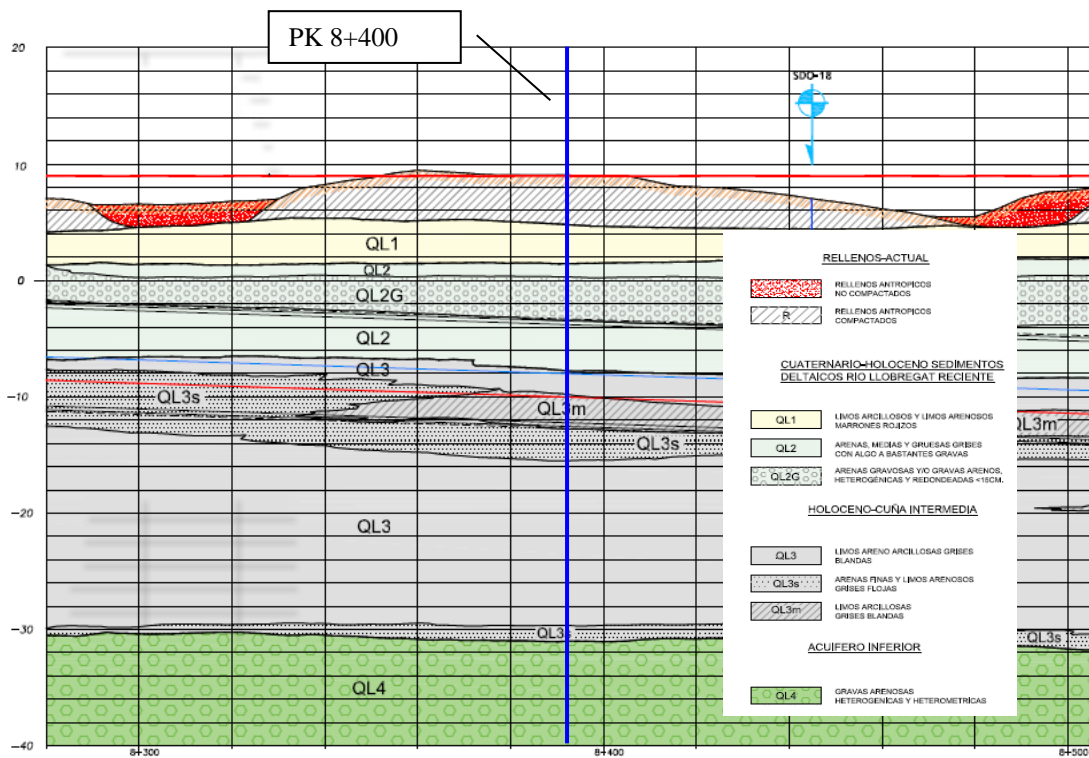 PK 8+400
20
SDO-18
10
QL1
QL2
0
QL2G
QL2
QL3
-10
QL3s
QL3m
QL3m
QL3s
-20
QL3
-30
QL3s
QL3s
QL4
-40
8+300
8+400
8+500
RELLENOS-ACTUAL
RELLENOS ANTROPICOS
NO COMPACTADOS
R
RELLENOS ANTROPICOS
COMPACTADOS
CUATERNARIO-HOLOCENO SEDIMENTOS
DELTAICOS RIO LLOBREGAT RECIENTE
QL1
LIMOS ARCILLOSOS Y LIMOS ARENOSOS
MARRONES ROJIZOS
QL2
ARENAS, MEDIAS Y GRUESAS GRISES
CON ALGO A BASTANTES GRAVAS
QL2G
ARENAS GRAVOSAS Y/O GRAVAS ARENOS,
HETEROGÉNICAS Y REDONDEADAS <15CM.
HOLOCENO-CUÑA INTERMEDIA
QL3
LIMOS ARENO ARCILLOSAS GRISES
BLANDAS
QL3s
ARENAS FINAS Y LIMOS ARENOSOS
GRISES FLOJAS
QL3m
LIMOS ARCILLOSAS
GRISES BLANDAS
ACUIFERO INFERIOR
QL4
GRAVAS ARENOSAS
HETEROGENICAS Y HETEROMETRICAS